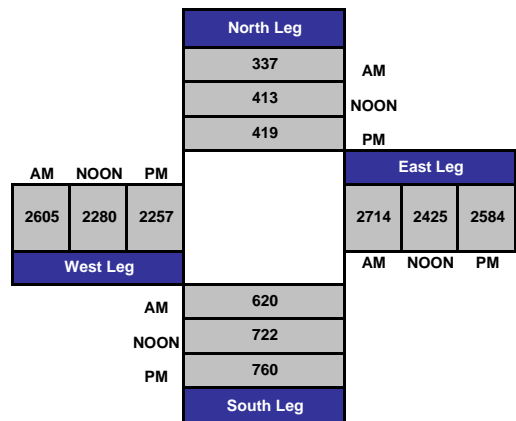 North Leg
337 AM
413 NOON
419 PM
AM NOON PM East Leg
2605 2280 2257 2714 2425 2584
West Leg AM NOON PM
AM 620
NOON 722
PM 760
South Leg